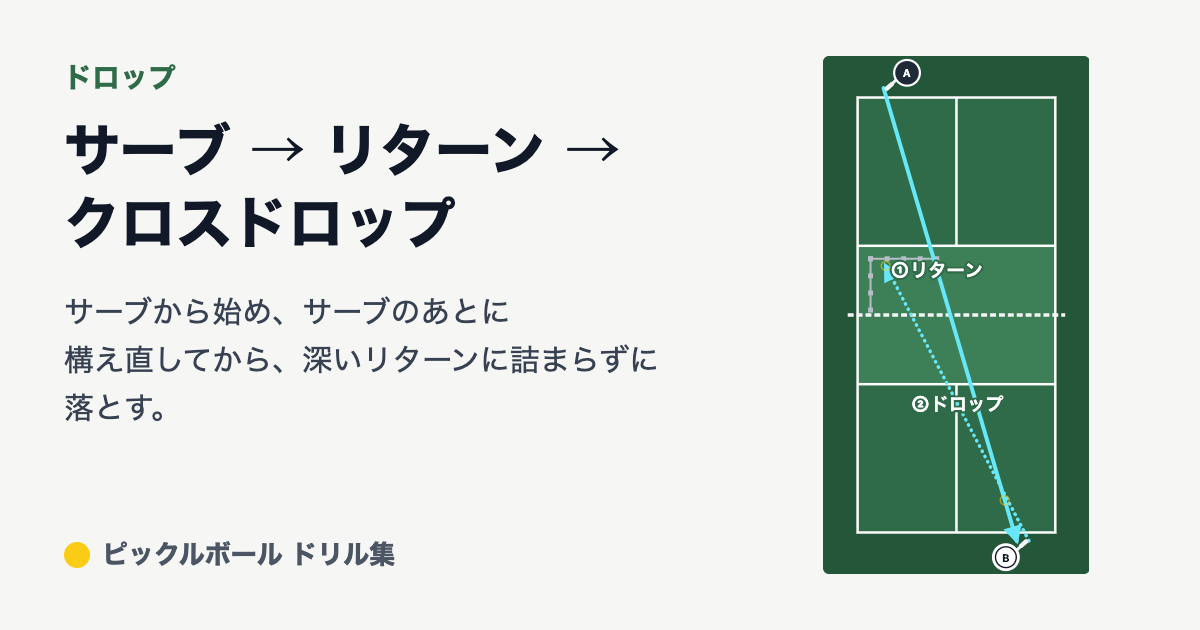 ドロップ
サーブ → リターン →
クロスドロップ
サーブから始め、サーブのあとに
構え直してから、深いリターンに詰まらずに
落とす。
ピックルボール ドリル集
A
①リターン
②ドロップ
B